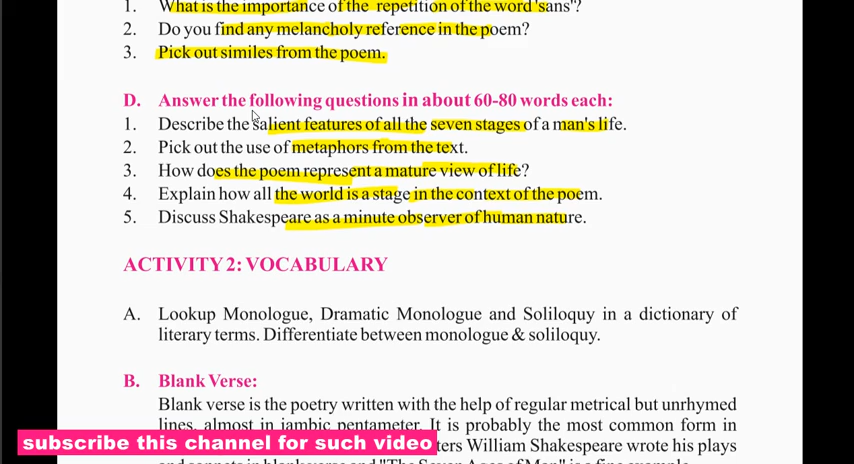 1. What is the importance of the repetition of the word 'sans'?
2. Do you find any melancholy reference in the poem?
3. Pick out similes from the poem.
D. Answer the following questions in about 60-80 words each:
1. Describe the salient features of all the seven stages of a man's life.
2. Pick out the use of metaphors from the text.
3. How does the poem represent a mature view of life?
4. Explain how all the world is a stage in the context of the poem.
5. Discuss Shakespeare as a minute observer of human nature.
ACTIVITY 2: VOCABULARY
A. Lookup Monologue, Dramatic Monologue and Soliloquy in a dictionary of
literary terms. Differentiate between monologue & soliloquy.
B. Blank Verse:
Blank verse is the poetry written with the help of regular metrical but unrhymed
lines, almost in iambic pentameter. It is probably the most common form in
subscribe this channel for such video
ters William Shakespeare wrote his plays